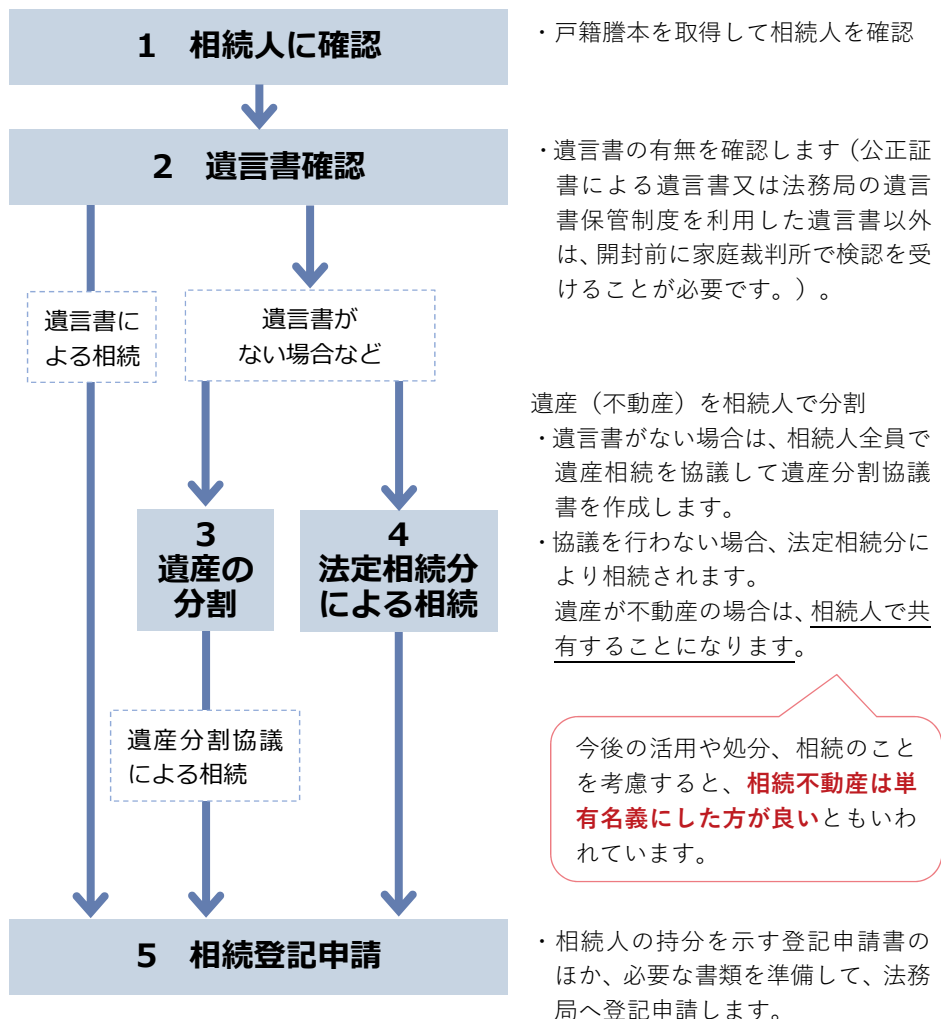 1　相続人に確認
・戸籍謄本を取得して相続人を確認
2　遺言書確認
・遺言書の有無を確認します（公正証
書による遺言書又は法務局の遺言
書保管制度を利用した遺言書以外
は、開封前に家庭裁判所で検認を受
けることが必要です。）。
遺言書に
よる相続
遺言書が
ない場合など
遺産（不動産）を相続人で分割
・遺言書がない場合は、相続人全員で
遺産相続を協議して遺産分割協議
書を作成します。
・協議を行わない場合、法定相続分に
より相続されます。
遺産が不動産の場合は、相続人で共
有することになります。
3
遺産の
分割
4
法定相続分
による相続
遺産分割協議
による相続
今後の活用や処分、相続のこと
を考慮すると、相続不動産は単
有名義にした方が良いともいわ
れています。
5　相続登記申請
・相続人の持分を示す登記申請書の
ほか、必要な書類を準備して、法務
局へ登記申請します。